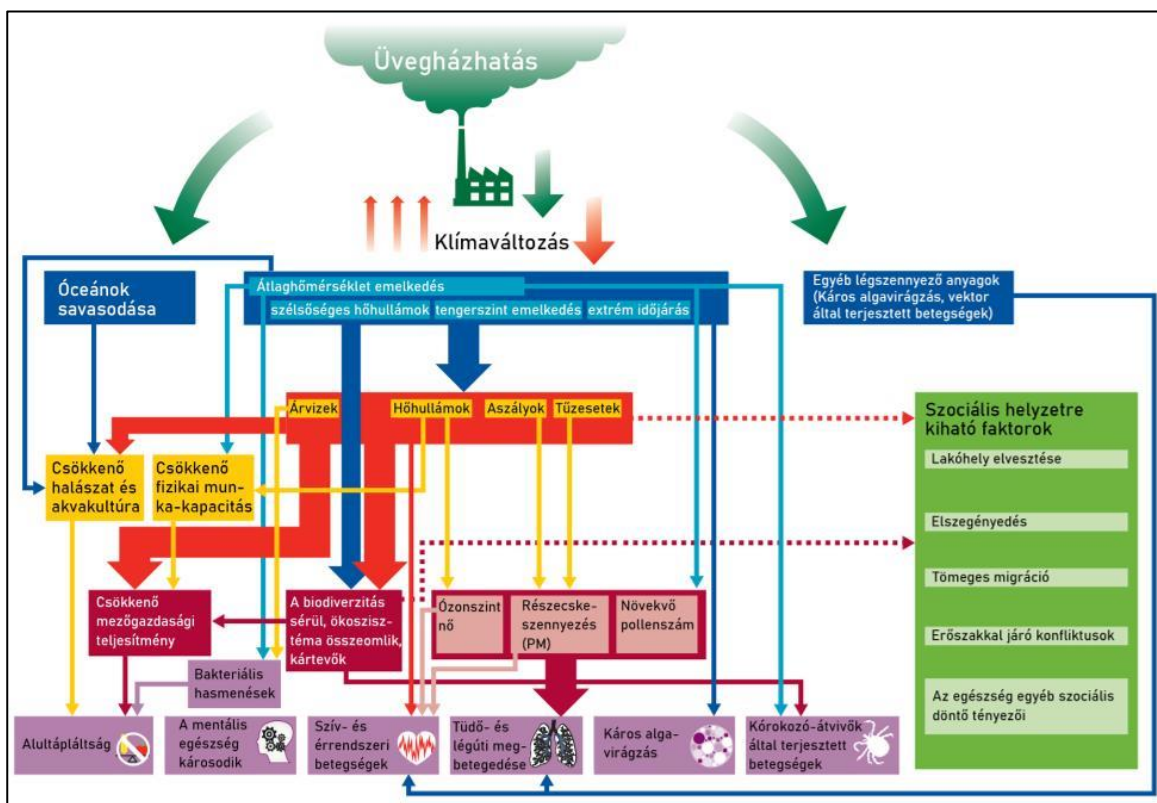 Üvegházhatás
Klímaváltozás
Óceánok
savasodása
Átlaghőmérséklet emelkedés
szélsőséges hőhullámok
tengerszint emelkedés
extrém időjárás
Egyéb légszennyező anyagok
(Káros algavirágzás, vektor
által terjesztett betegségek)
Árvizek
Hőhullámok
Aszályok
Tűzesetek
Szociális helyzetre
kiható faktorok
Lakóhely elvesztése
Elszegényedés
Tömeges migráció
Erőszakkal járó konfliktusok
Az egészség egyéb szociális
döntő tényezői
Csökkenő
halászat és
akvakultúra
Csökkenő
fizikai mun-
ka-kapacitás
Csökkenő
mezőgazdasági
teljesítmény
A biodiverzitás
sérül, ökoszisz-
téma összeomlik,
kártevők
Ózonszint
nő
Részecske-
szennyezés
(PM)
Növekvő
pollenszám
Bakteriális
hasmenések
Alultápláltság
A mentális
egészség
károsodik
Szív- és
érrendszeri
betegségek
Tüdő- és
légúti meg-
betegedése
Káros alga-
virágzás
Kórokozó-átvivők
által terjesztett
betegségek